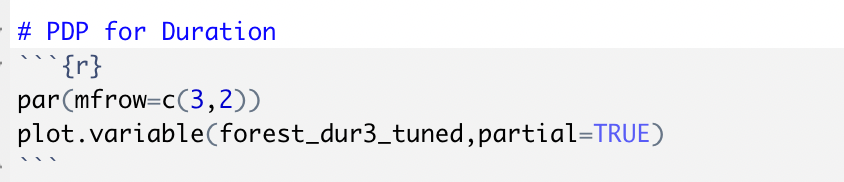 # PDP for Duration
```{r}
par(mfrow=c(3,2))
plot.variable(forest_dur3_tuned,partial=TRUE)
```